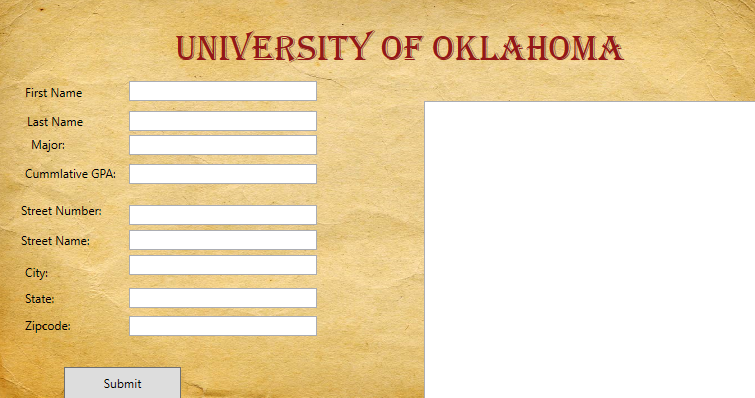 UNIVERSITY OF OKLAHOMA
First Name
Last Name
Major:
Cummlative GPA:
Street Number:
Street Name:
City:
State:
Zipcode:
Submit